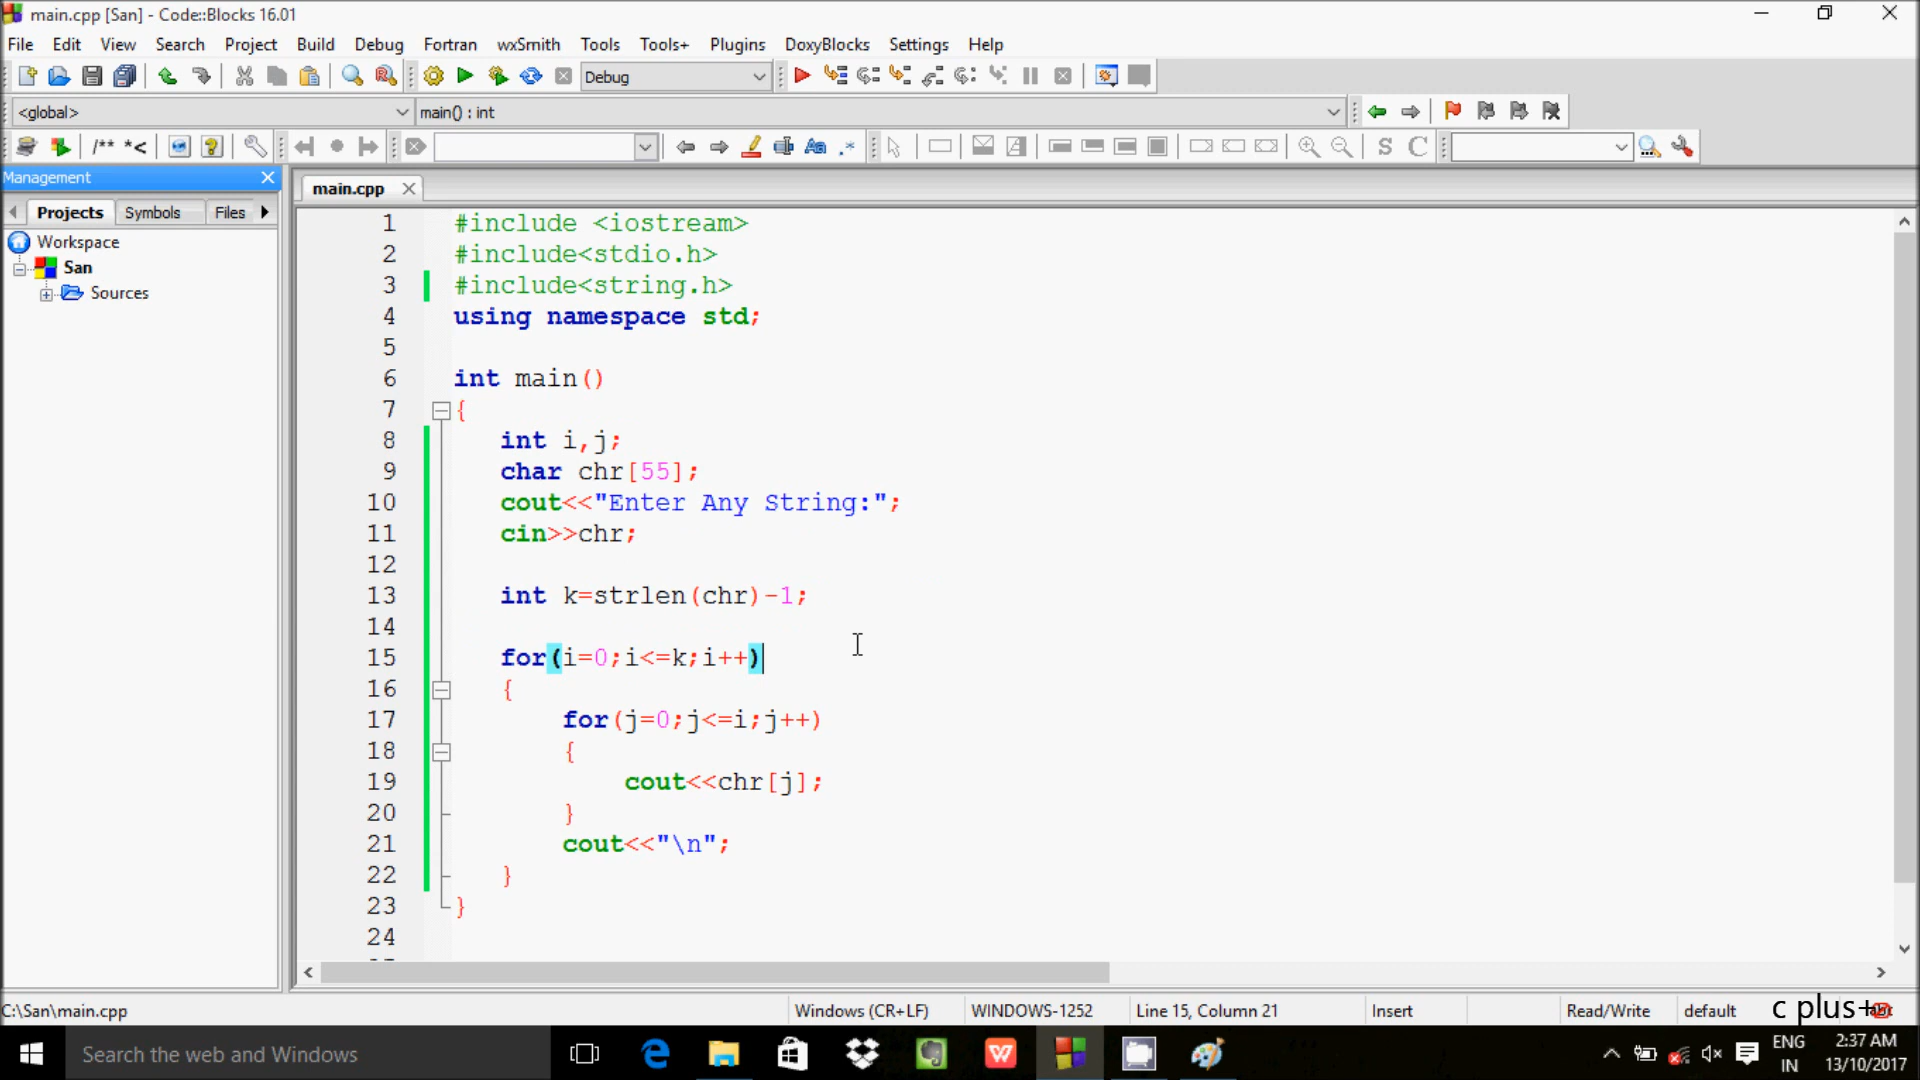 main.cpp [San] - Code::Blocks 16.01
File Edit View Search Project Build Debug Fortran wxSmith Tools Tools+ Plugins DoxyBlocks Settings Help
Debug
<global> main() : int
/** *<
S C
Management
main.cpp
Projects Symbols Files
Workspace
San
Sources
1 #include <iostream>
2 #include<stdio.h>
3 #include<string.h>
4 using namespace std;
5
6 int main()
7 {
8 int i,j;
9 char chr[55];
10 cout<<"Enter Any String:";
11 cin>>chr;
12
13 int k=strlen(chr)-1;
14
15 for(i=0;i<=k;i++)
16 {
17 for(j=0;j<=i;j++)
18 {
19 cout<<chr[j];
20 }
21 cout<<"\n";
22 }
23 }
24
C:\San\main.cpp Windows (CR+LF) WINDOWS-1252 Line 15, Column 21 Insert Read/Write default
c plus+
Search the web and Windows
ENG
IN
2:37 AM
13/10/2017